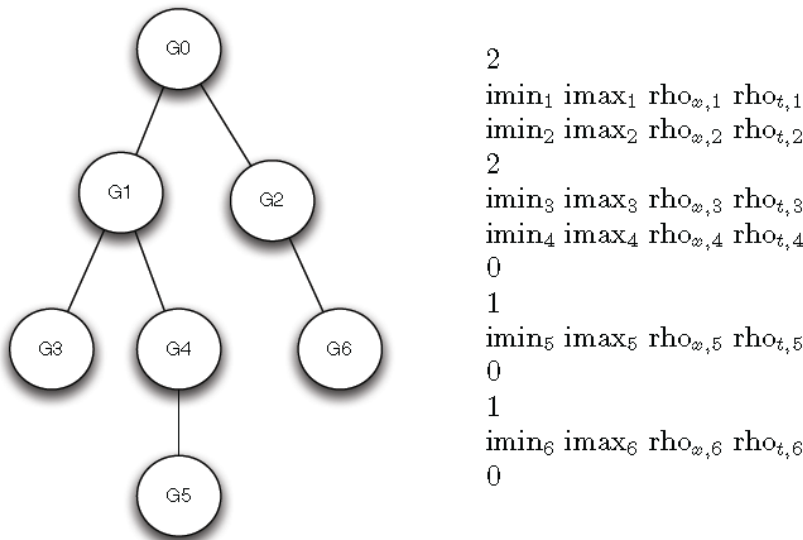 G0
G1
G2
G3
G4
G6
G5
2
imin₁ imax₁ rhoₓ,₁ rhoₜ,₁
imin₂ imax₂ rhoₓ,₂ rhoₜ,₂
2
imin₃ imax₃ rhoₓ,₃ rhoₜ,₃
imin₄ imax₄ rhoₓ,₄ rhoₜ,₄
0
1
imin₅ imax₅ rhoₓ,₅ rhoₜ,₅
0
1
imin₆ imax₆ rhoₓ,₆ rhoₜ,₆
0